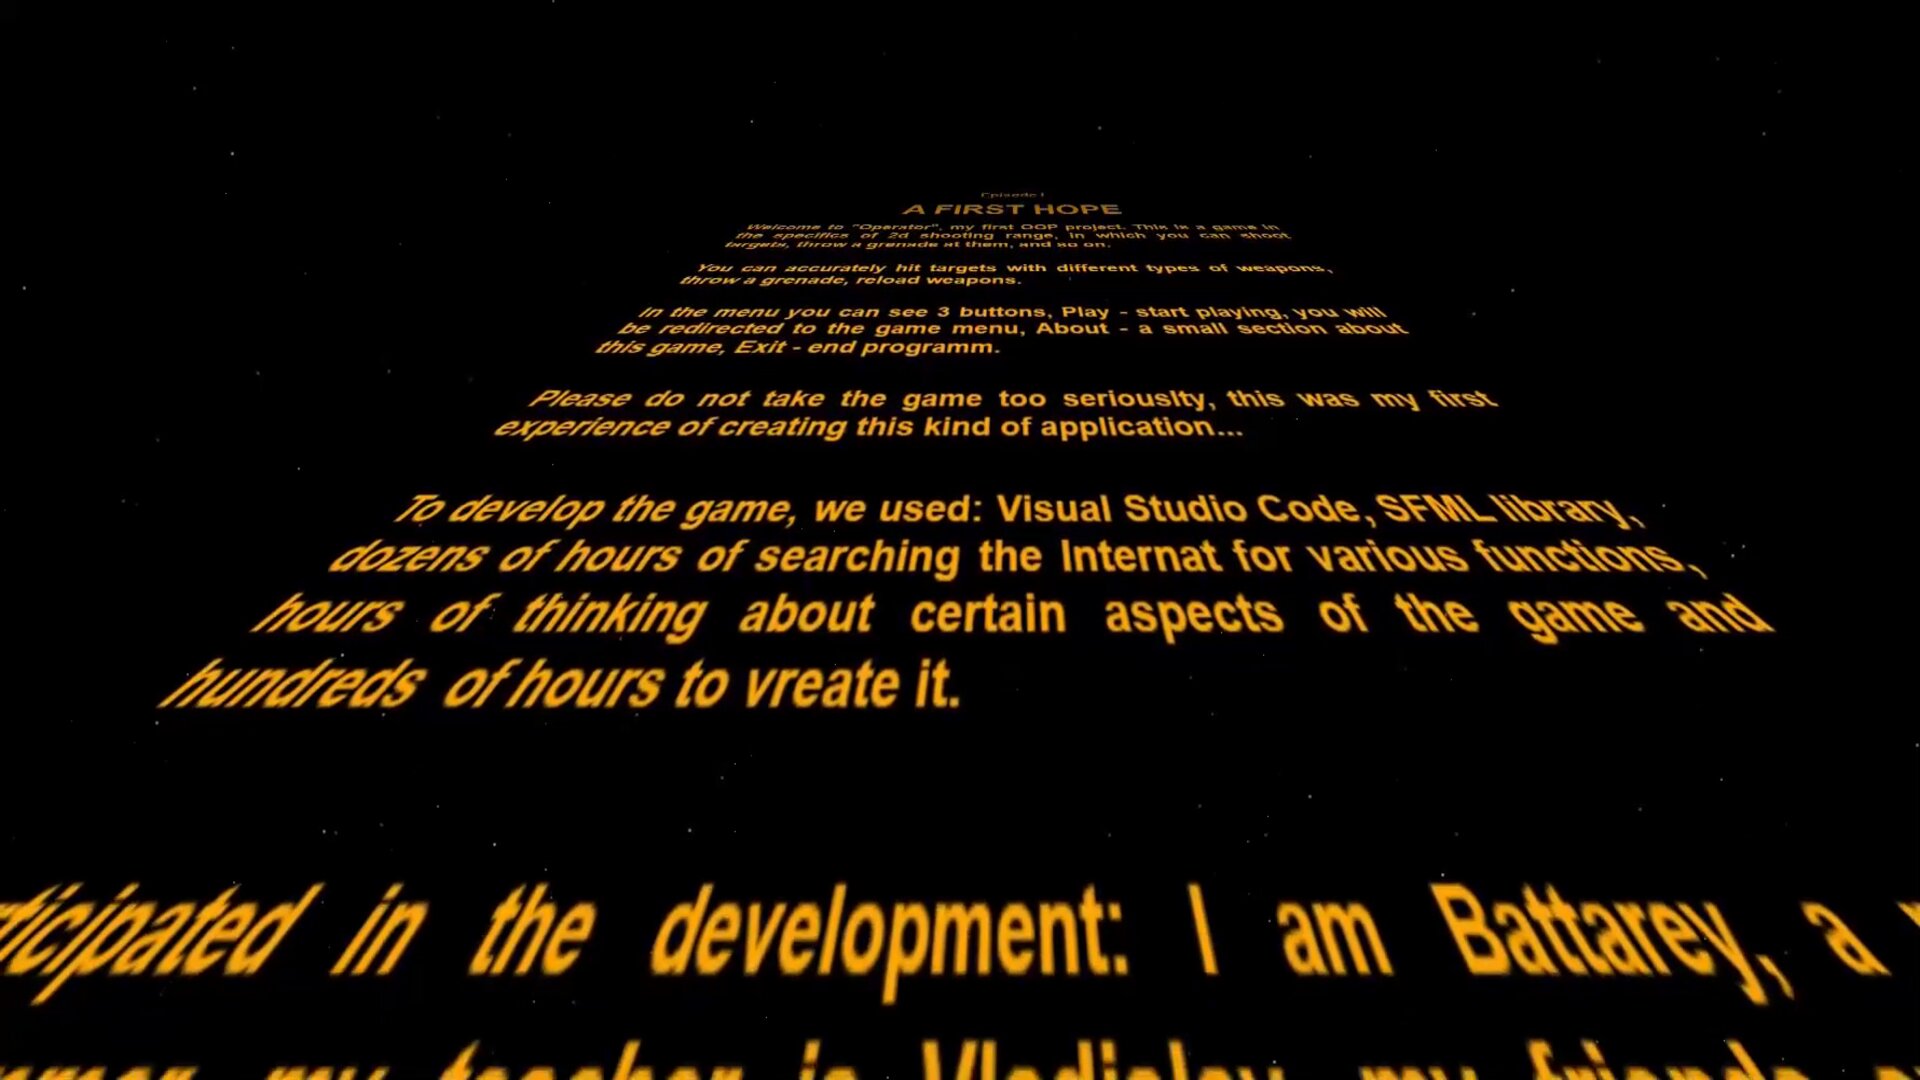 Episode I
A FIRST HOPE
Welcome to "Operator", my first OOP project. This is a game in
the specifics of 2d shooting range, in which you can shoot
targets, throw a grenade at them, and so on.
You can accurately hit targets with different types of weapons,
throw a grenade, reload weapons.
In the menu you can see 3 buttons, Play - start playing, you will
be redirected to the game menu, About - a small section about
this game, Exit - end programm.
Please do not take the game too seriouslty, this was my first
experience of creating this kind of application...
To develop the game, we used: Visual Studio Code, SFML library,
dozens of hours of searching the Internat for various functions,
hours of thinking about certain aspects of the game and
hundreds of hours to vreate it.
rticipated in the development: I am Battarey, a
my teacher is Vladislav, my friends